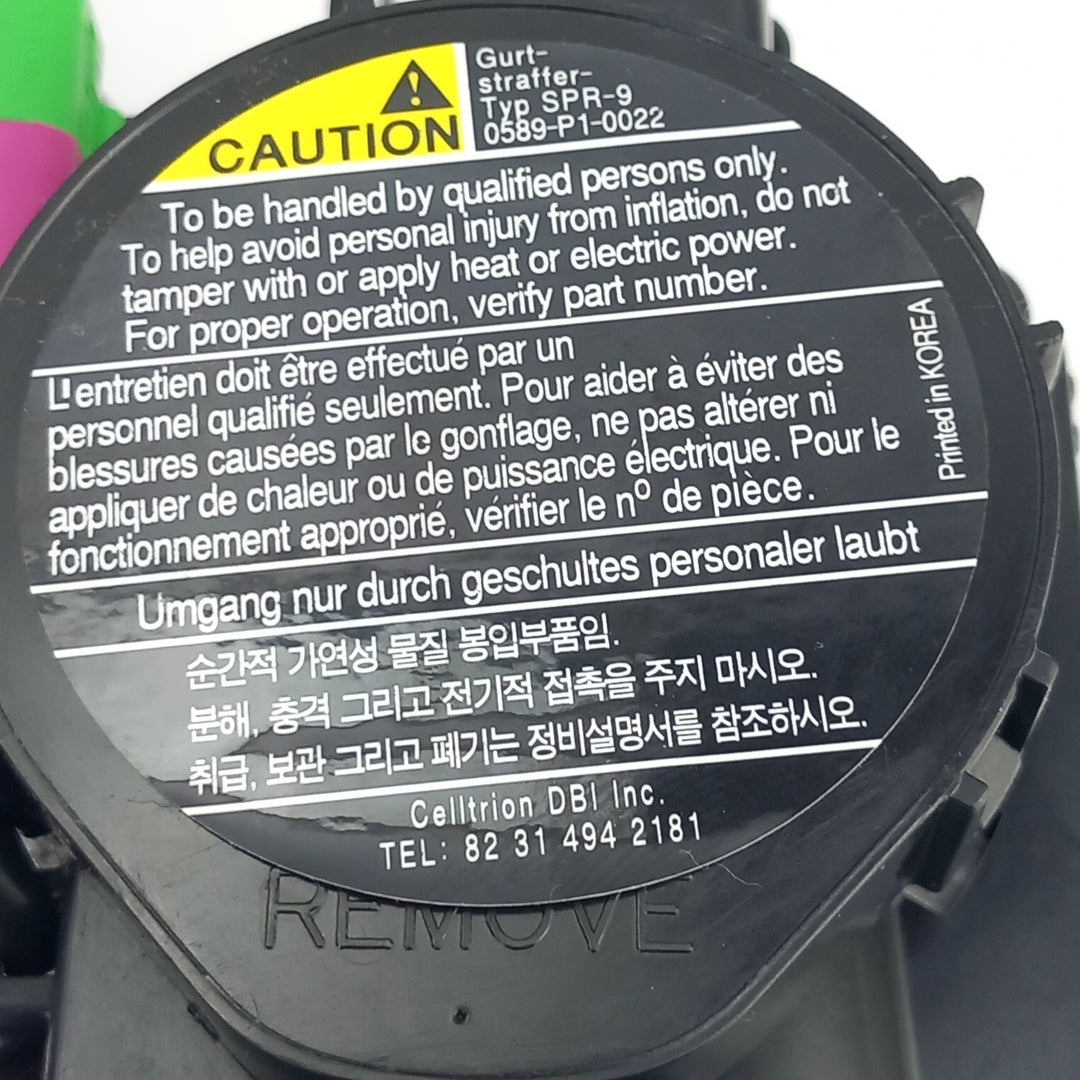 CAUTION
Gurt-
straffer-
Typ SPR-9
0589-P1-0022
To be handled by qualified persons only.
To help avoid personal injury from inflation, do not
tamper with or apply heat or electric power.
For proper operation, verify part number.
L'entretien doit être effectué par un
personnel qualifié seulement. Pour aider à éviter des
blessures causées par le gonflage, ne pas altérer ni
appliquer de chaleur ou de puissance électrique. Pour le
fonctionnement approprié, vérifier le nº de pièce.
Printed in KOREA
Umgang nur durch geschultes personaler laubt
순간적 가연성 물질 봉입부품임.
분해, 충격 그리고 전기적 접촉을 주지 마시오.
취급, 보관 그리고 폐기는 정비설명서를 참조하시오.
Celltrion DBI Inc.
TEL: 82 31 494 2181
REMOVE